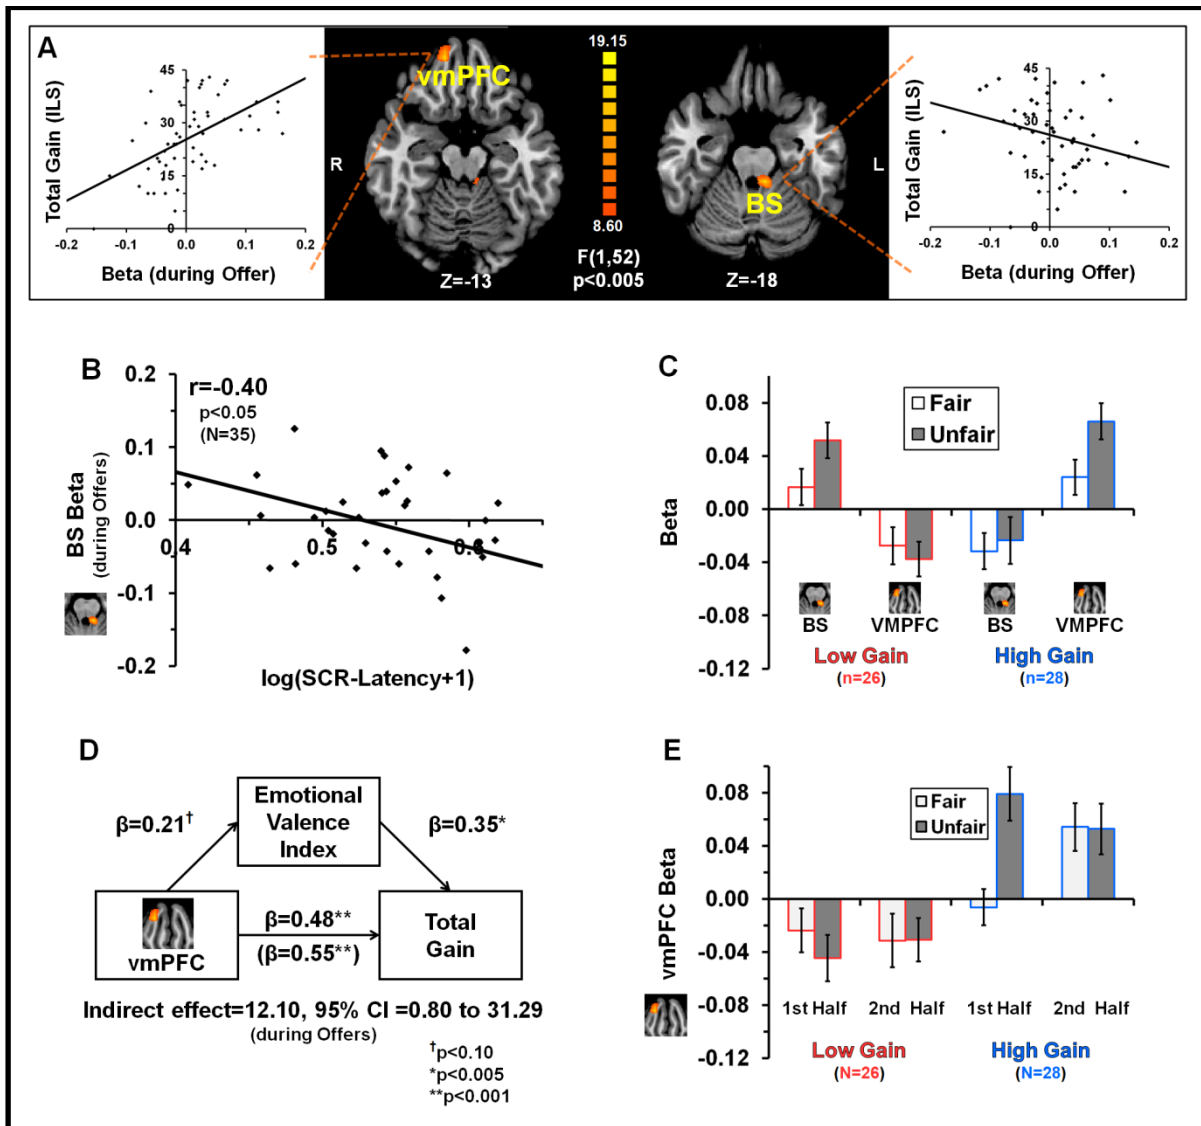 A
Total Gain (ILS)
45
30
15
0
-0.2
-0.1
0.0
0.1
0.2
Beta (during Offer)
R
vmPFC
Z=-13
19.15
8.60
F(1,52)
p<0.005
BS
Z=-18
L
Total Gain (ILS)
45
30
15
0
-0.2
-0.1
0.0
0.1
0.2
Beta (during Offer)
B
BS Beta
(during Offers)
0.2
0.1
0.0
-0.1
-0.2
r=-0.40
p<0.05
(N=35)
0.4
0.5
0.6
log(SCR-Latency+1)
C
Beta
0.08
0.04
0.00
-0.04
-0.08
-0.12
Fair
Unfair
BS
VMPFC
BS
VMPFC
Low Gain
(n=26)
High Gain
(n=28)
D
Emotional
Valence
Index
β=0.21†
β=0.35*
vmPFC
β=0.48**
(β=0.55**)
Total
Gain
Indirect effect=12.10, 95% CI =0.80 to 31.29
(during Offers)
†p<0.10
*p<0.005
**p<0.001
E
vmPFC Beta
0.08
0.04
0.00
-0.04
-0.08
-0.12
Fair
Unfair
1st Half
2nd Half
1st Half
2nd Half
Low Gain
(N=26)
High Gain
(N=28)